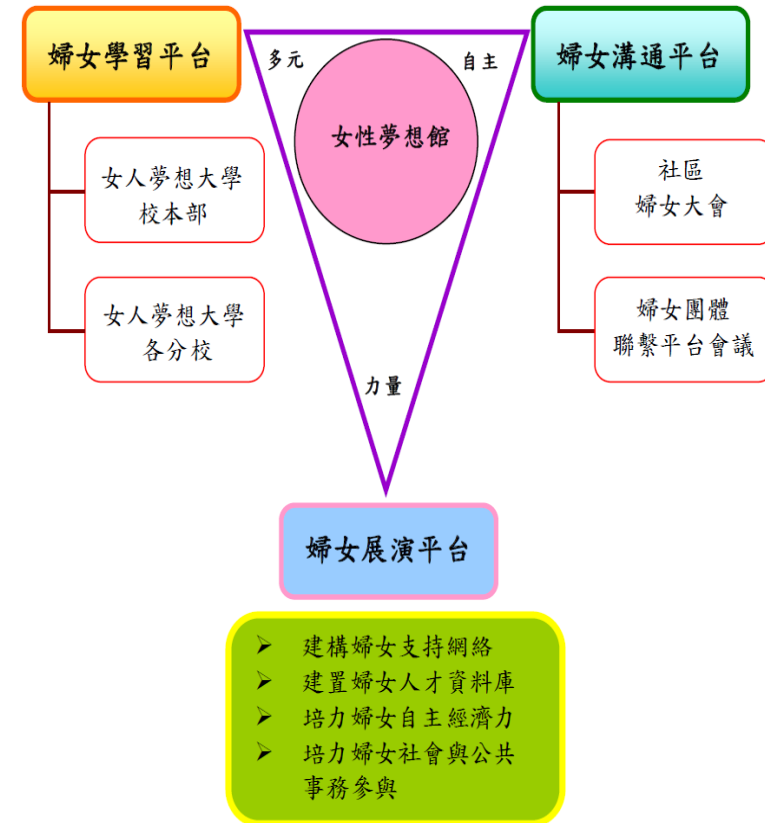 婦女學習平台
女人夢想大學
校本部
女人夢想大學
各分校
多元
自主
女性夢想館
力量
婦女溝通平台
社區
婦女大會
婦女團體
聯繫平台會議
婦女展演平台
➢ 建構婦女支持網絡
➢ 建置婦女人才資料庫
➢ 培力婦女自主經濟力
➢ 培力婦女社會與公共
事務參與